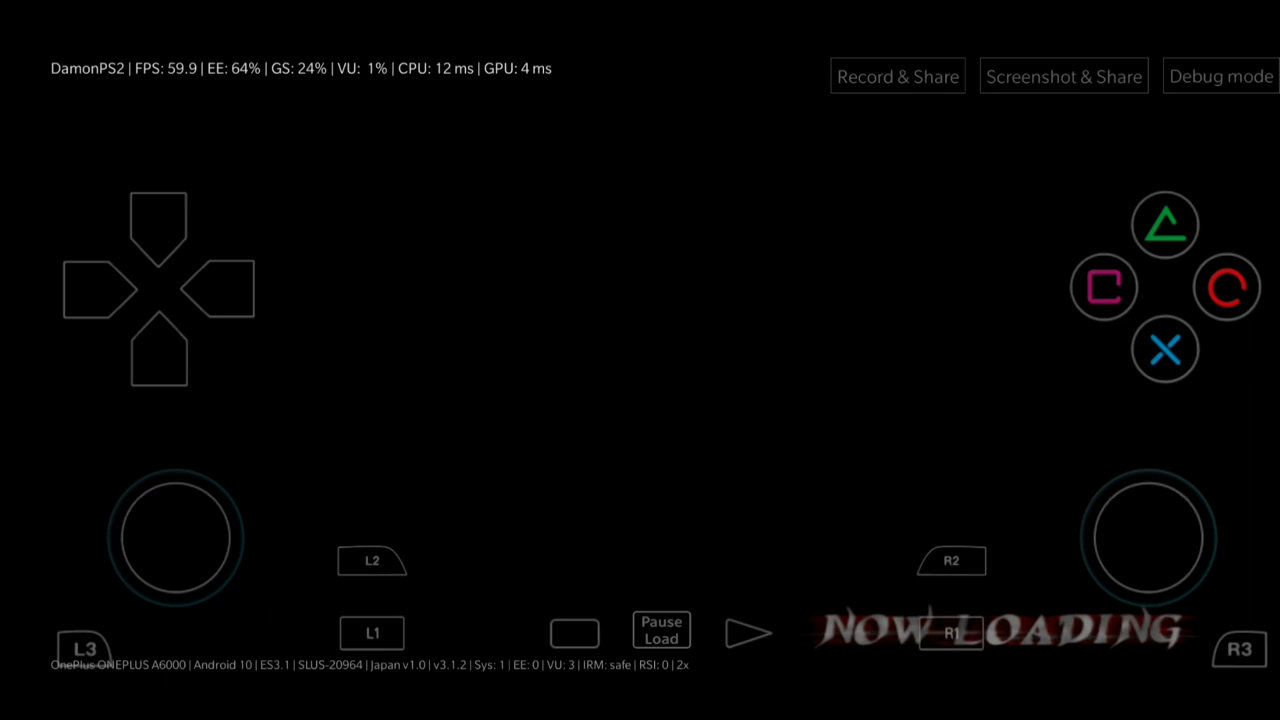 DamonPS2 | FPS: 59.9 | EE: 64% | GS: 24% | VU: 1% | CPU: 12 ms | GPU: 4 ms
Record & Share
Screenshot & Share
Debug mode
L2
R2
L1
Pause
Load
NOW LOADING
R1
L3
R3
OnePlus ONEPLUS A6000 | Android 10 | ES3.1 | SLUS-20964 | Japan v1.0 | v3.1.2 | Sys: 1 | EE: 0 | VU: 3 | IRM: safe | RSI: 0 | 2x